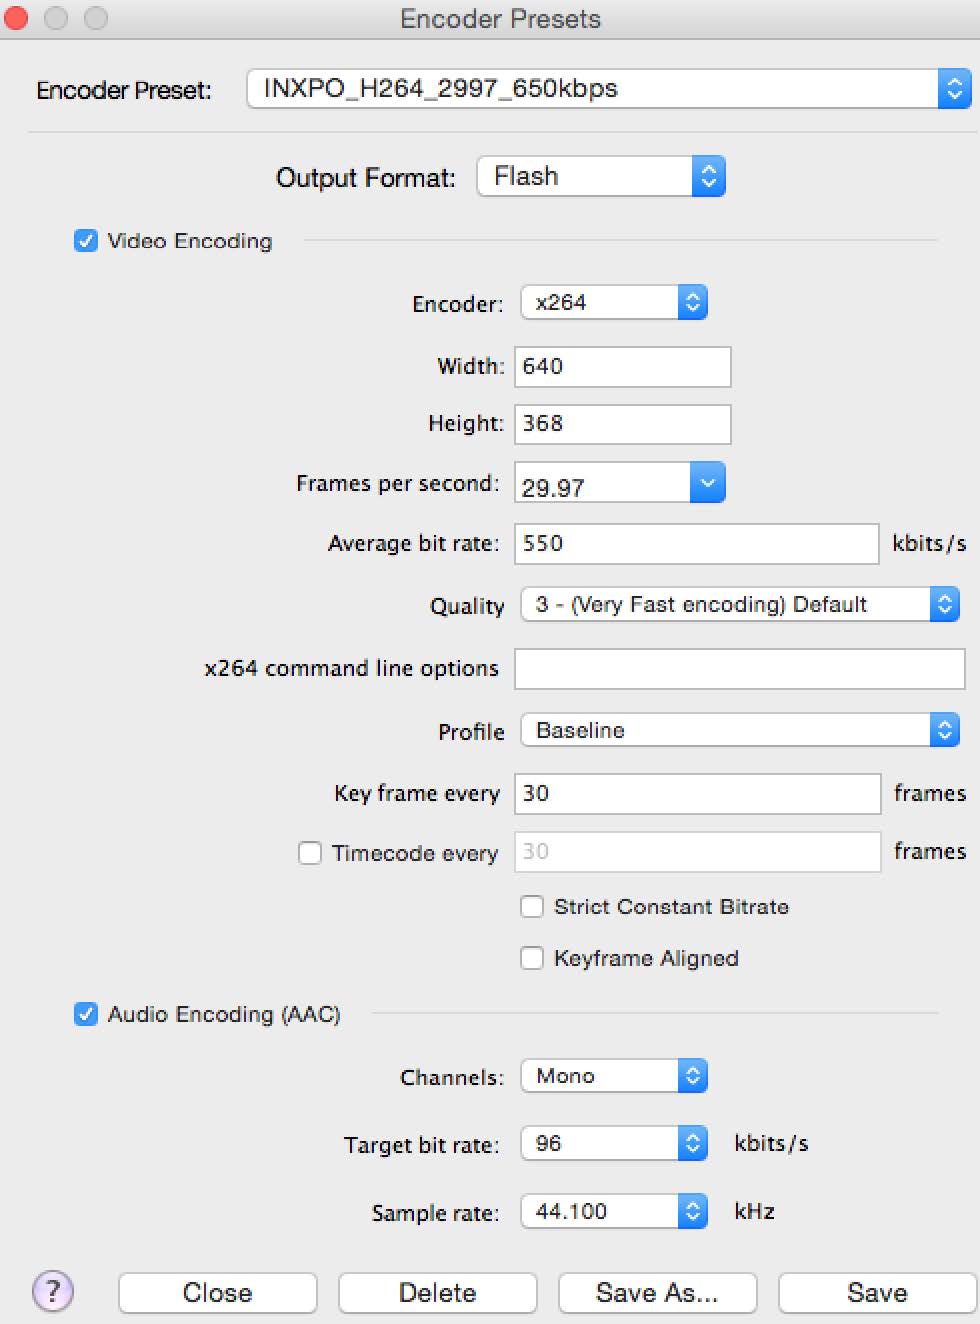 Encoder Presets
Encoder Preset: INXPO_H264_2997_650kbps
Output Format: Flash
Video Encoding
Encoder: x264
Width: 640
Height: 368
Frames per second: 29.97
Average bit rate: 550 kbits/s
Quality 3 - (Very Fast encoding) Default
x264 command line options
Profile Baseline
Key frame every 30 frames
Timecode every 30 frames
Strict Constant Bitrate
Keyframe Aligned
Audio Encoding (AAC)
Channels: Mono
Target bit rate: 96 kbits/s
Sample rate: 44.100 kHz
? Close Delete Save As... Save